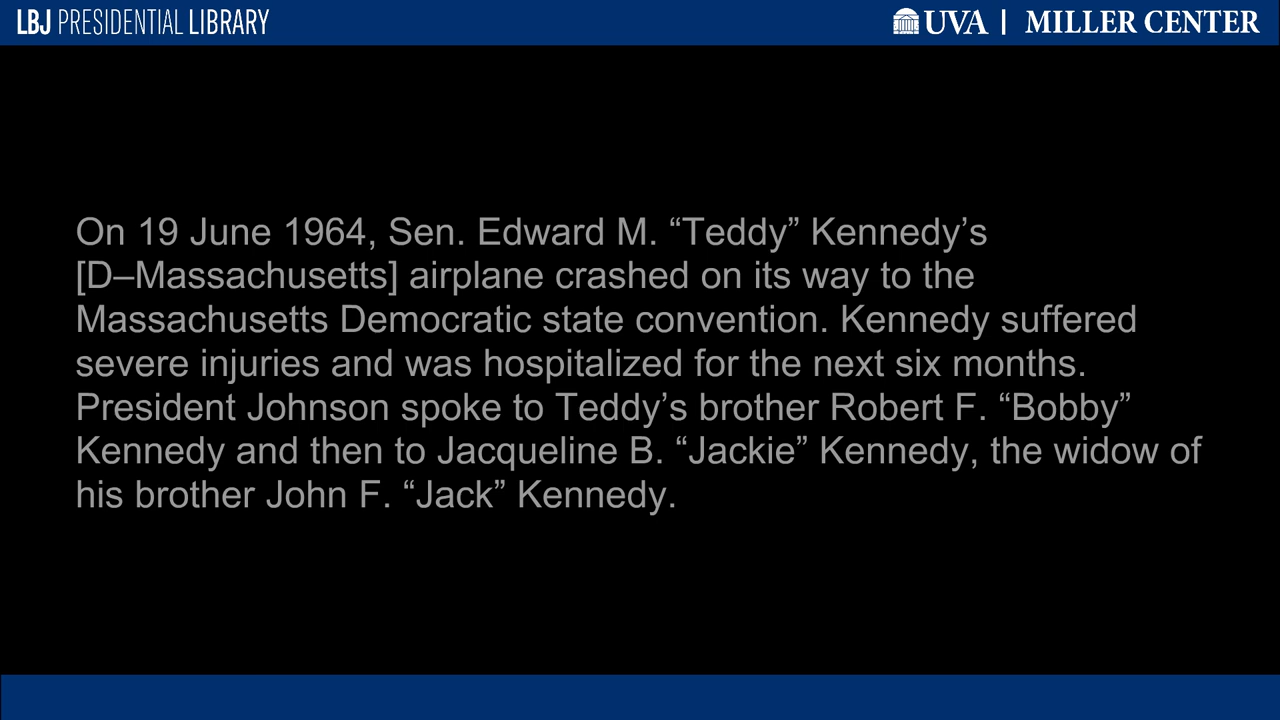 LBJ PRESIDENTIAL LIBRARY
UVA | MILLER CENTER
On 19 June 1964, Sen. Edward M. “Teddy” Kennedy’s
[D–Massachusetts] airplane crashed on its way to the
Massachusetts Democratic state convention. Kennedy suffered
severe injuries and was hospitalized for the next six months.
President Johnson spoke to Teddy’s brother Robert F. “Bobby”
Kennedy and then to Jacqueline B. “Jackie” Kennedy, the widow of
his brother John F. “Jack” Kennedy.